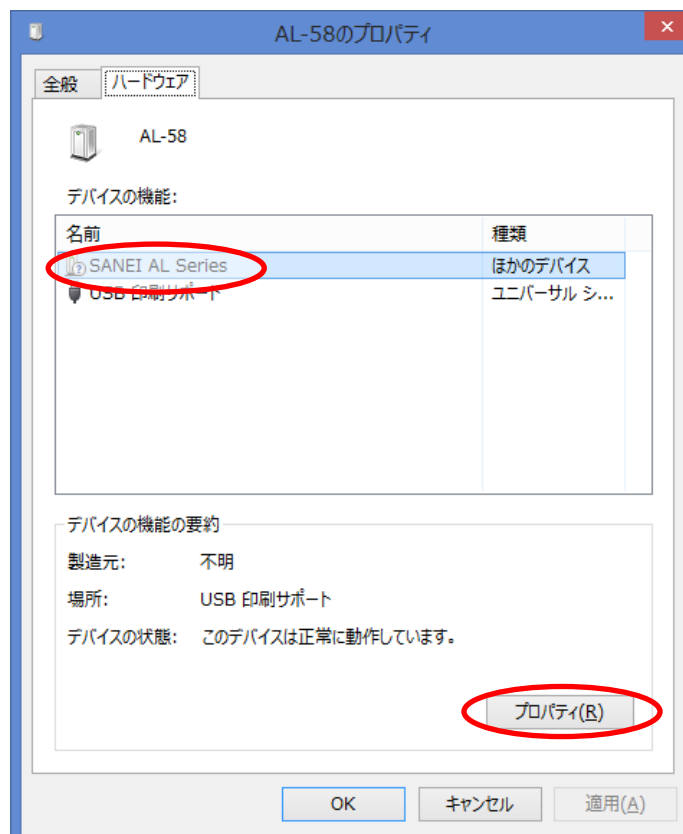 AL-58のプロパティ
全般 ハードウェア
AL-58
デバイスの機能:
名前 種類
SANEI AL Series ほかのデバイス
USB 印刷サポート ユニバーサル シ...
デバイスの機能の要約
製造元: 不明
場所: USB 印刷サポート
デバイスの状態: このデバイスは正常に動作しています。
プロパティ(R)
OK キャンセル 適用(A)